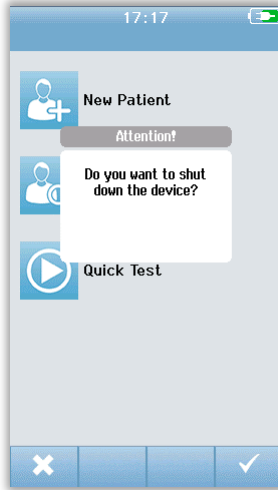 17:17
New Patient
Attention!
Do you want to shut
down the device?
Quick Test